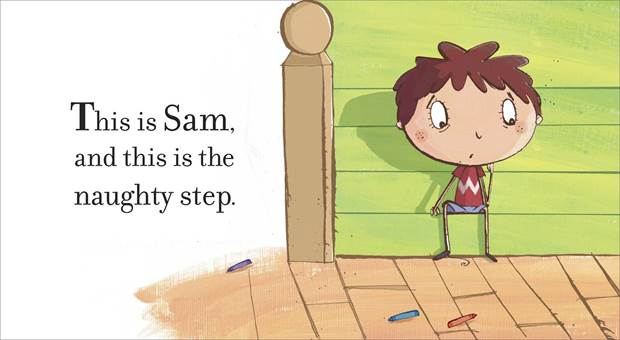 This is Sam,
and this is the
naughty step.